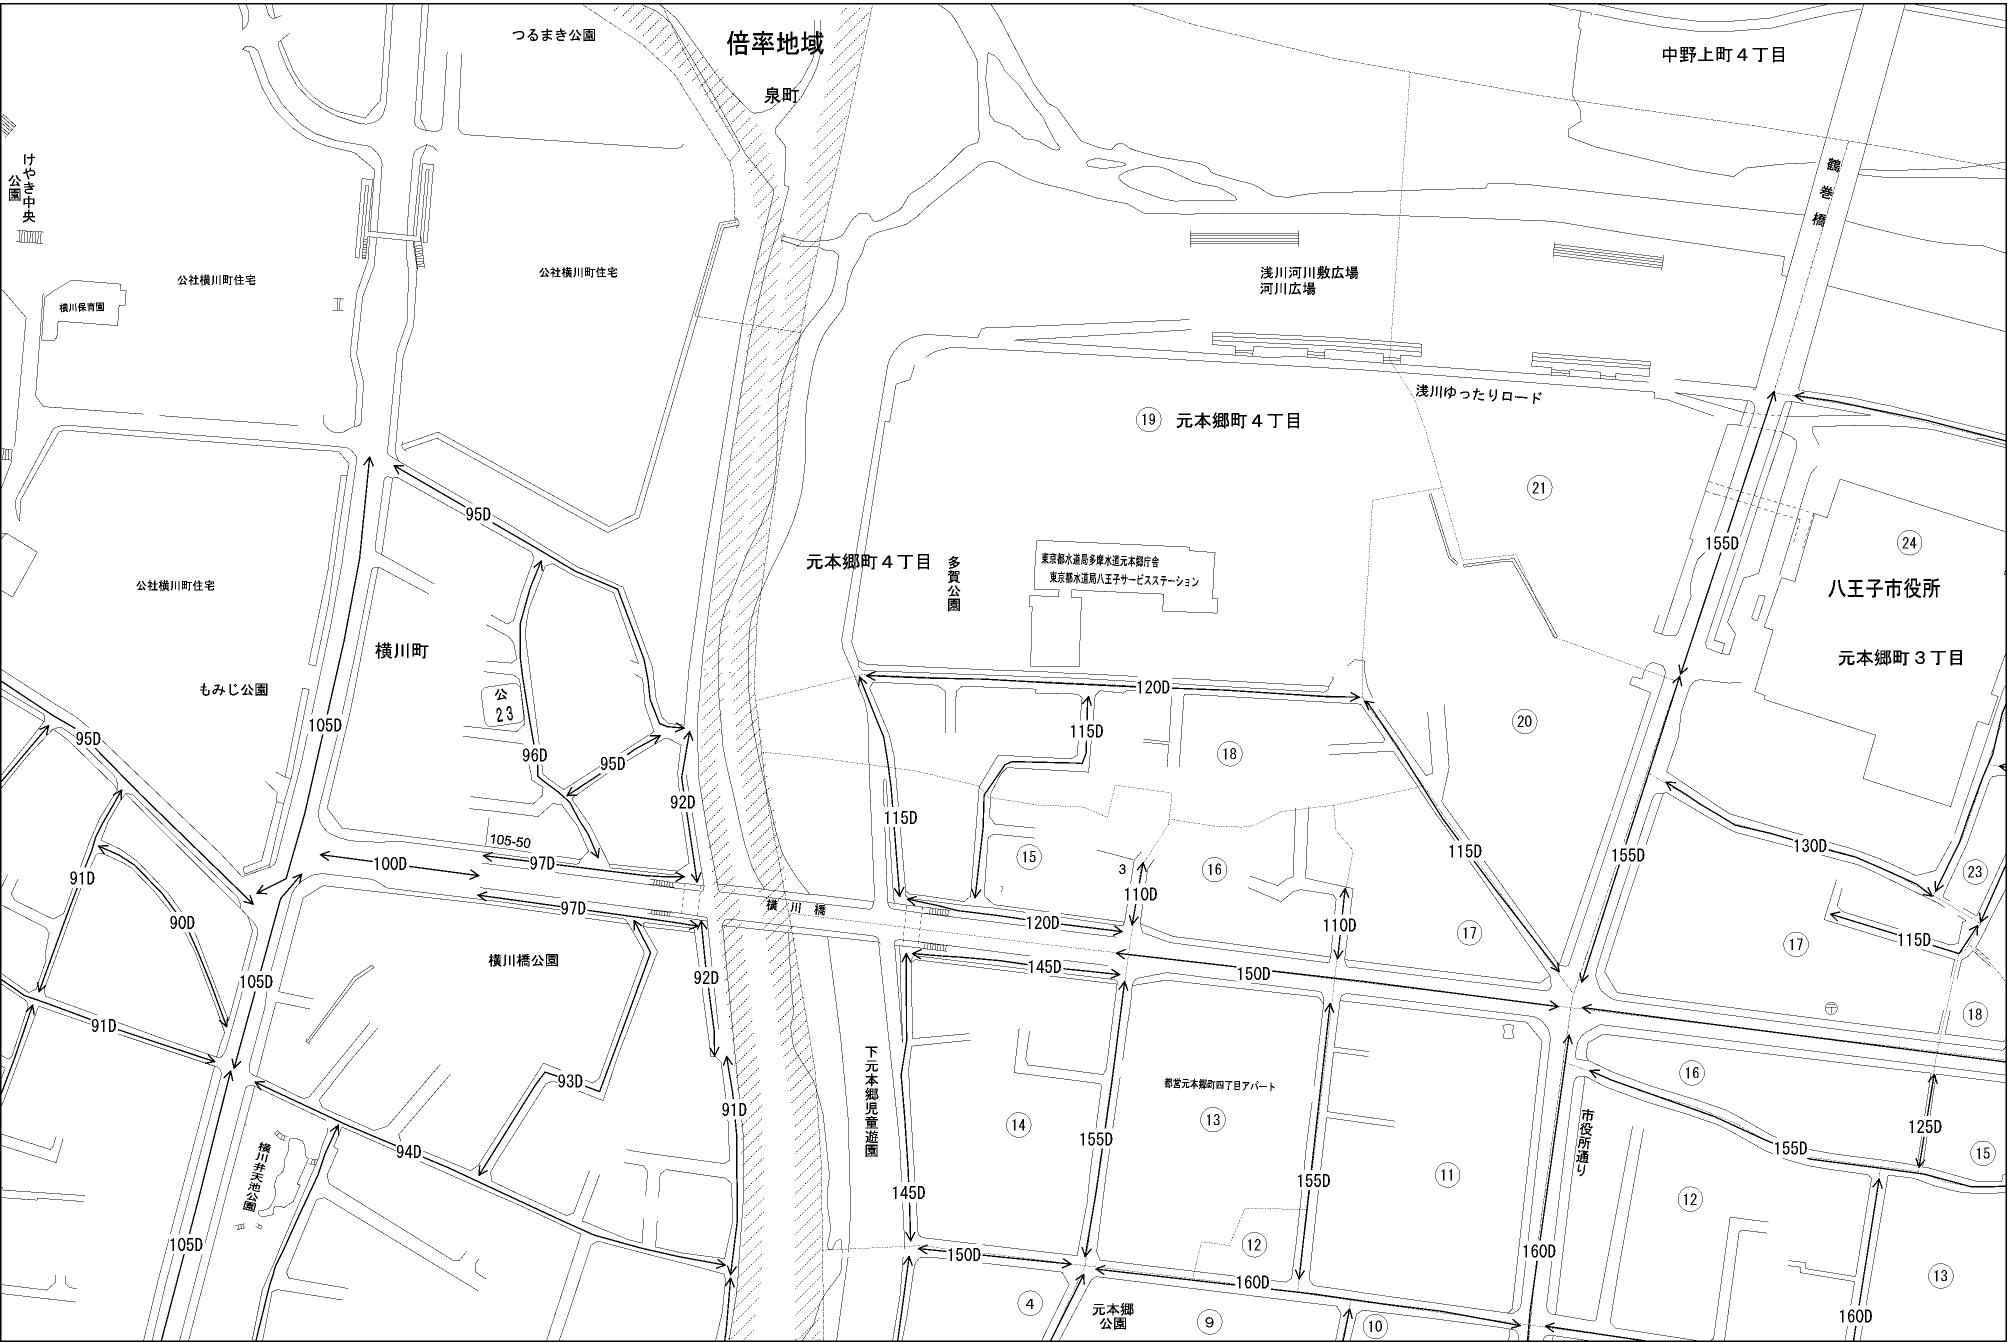 つるまき公園
倍率地域
泉町
中野上町4丁目
鶴巻橋
けやき中央
公園
公社横川町住宅
公社横川町住宅
横川保育園
浅川河川敷広場
河川広場
浅川ゆったりロード
19
元本郷町4丁目
21
95D
155D
24
八王子市役所
元本郷町3丁目
元本郷町4丁目
多賀公園
東京都水道局多摩水道元本郷庁舎
東京都水道局八王子サービスステーション
公社横川町住宅
横川町
もみじ公園
公
23
120D
105D
115D
20
95D
96D
95D
18
92D
115D
115D
155D
130D
105-50
100D
97D
15
16
3
110D
23
91D
90D
97D
横川橋
120D
110D
17
17
115D
横川橋公園
105D
92D
145D
150D
〒
18
91D
下元本郷児童遊園
93D
91D
都営元本郷町四丁目アパート
16
14
155D
13
市役所通り
125D
94D
横川弁天池公園
155D
15
155D
11
145D
12
105D
150D
12
160D
160D
13
4
元本郷
公園
9
10
160D